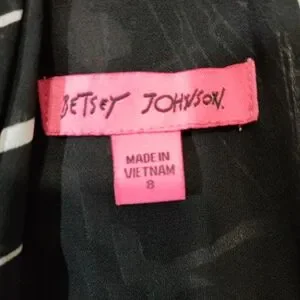 BETSEY JOHNSON.
MADE IN
VIETNAM
8